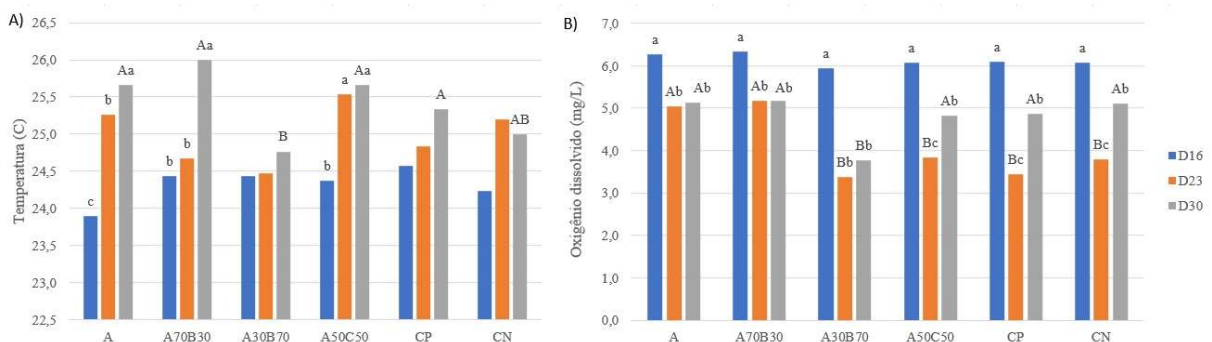 A)
26,5
26,0
25,5
25,0
24,5
24,0
23,5
23,0
22,5
Temperatura (C)
c b Aa
b b Aa
B
b a Aa
A
AB
A A70B30 A30B70 A50C50 CP CN
B)
7,0
6,0
5,0
4,0
3,0
2,0
1,0
0,0
Oxigênio dissolvido (mg/L)
a Ab Ab
a Ab Ab
a Bb Bb
a Bc Ab
a Bc Ab
a Bc Ab
A A70B30 A30B70 A50C50 CP CN
D16
D23
D30